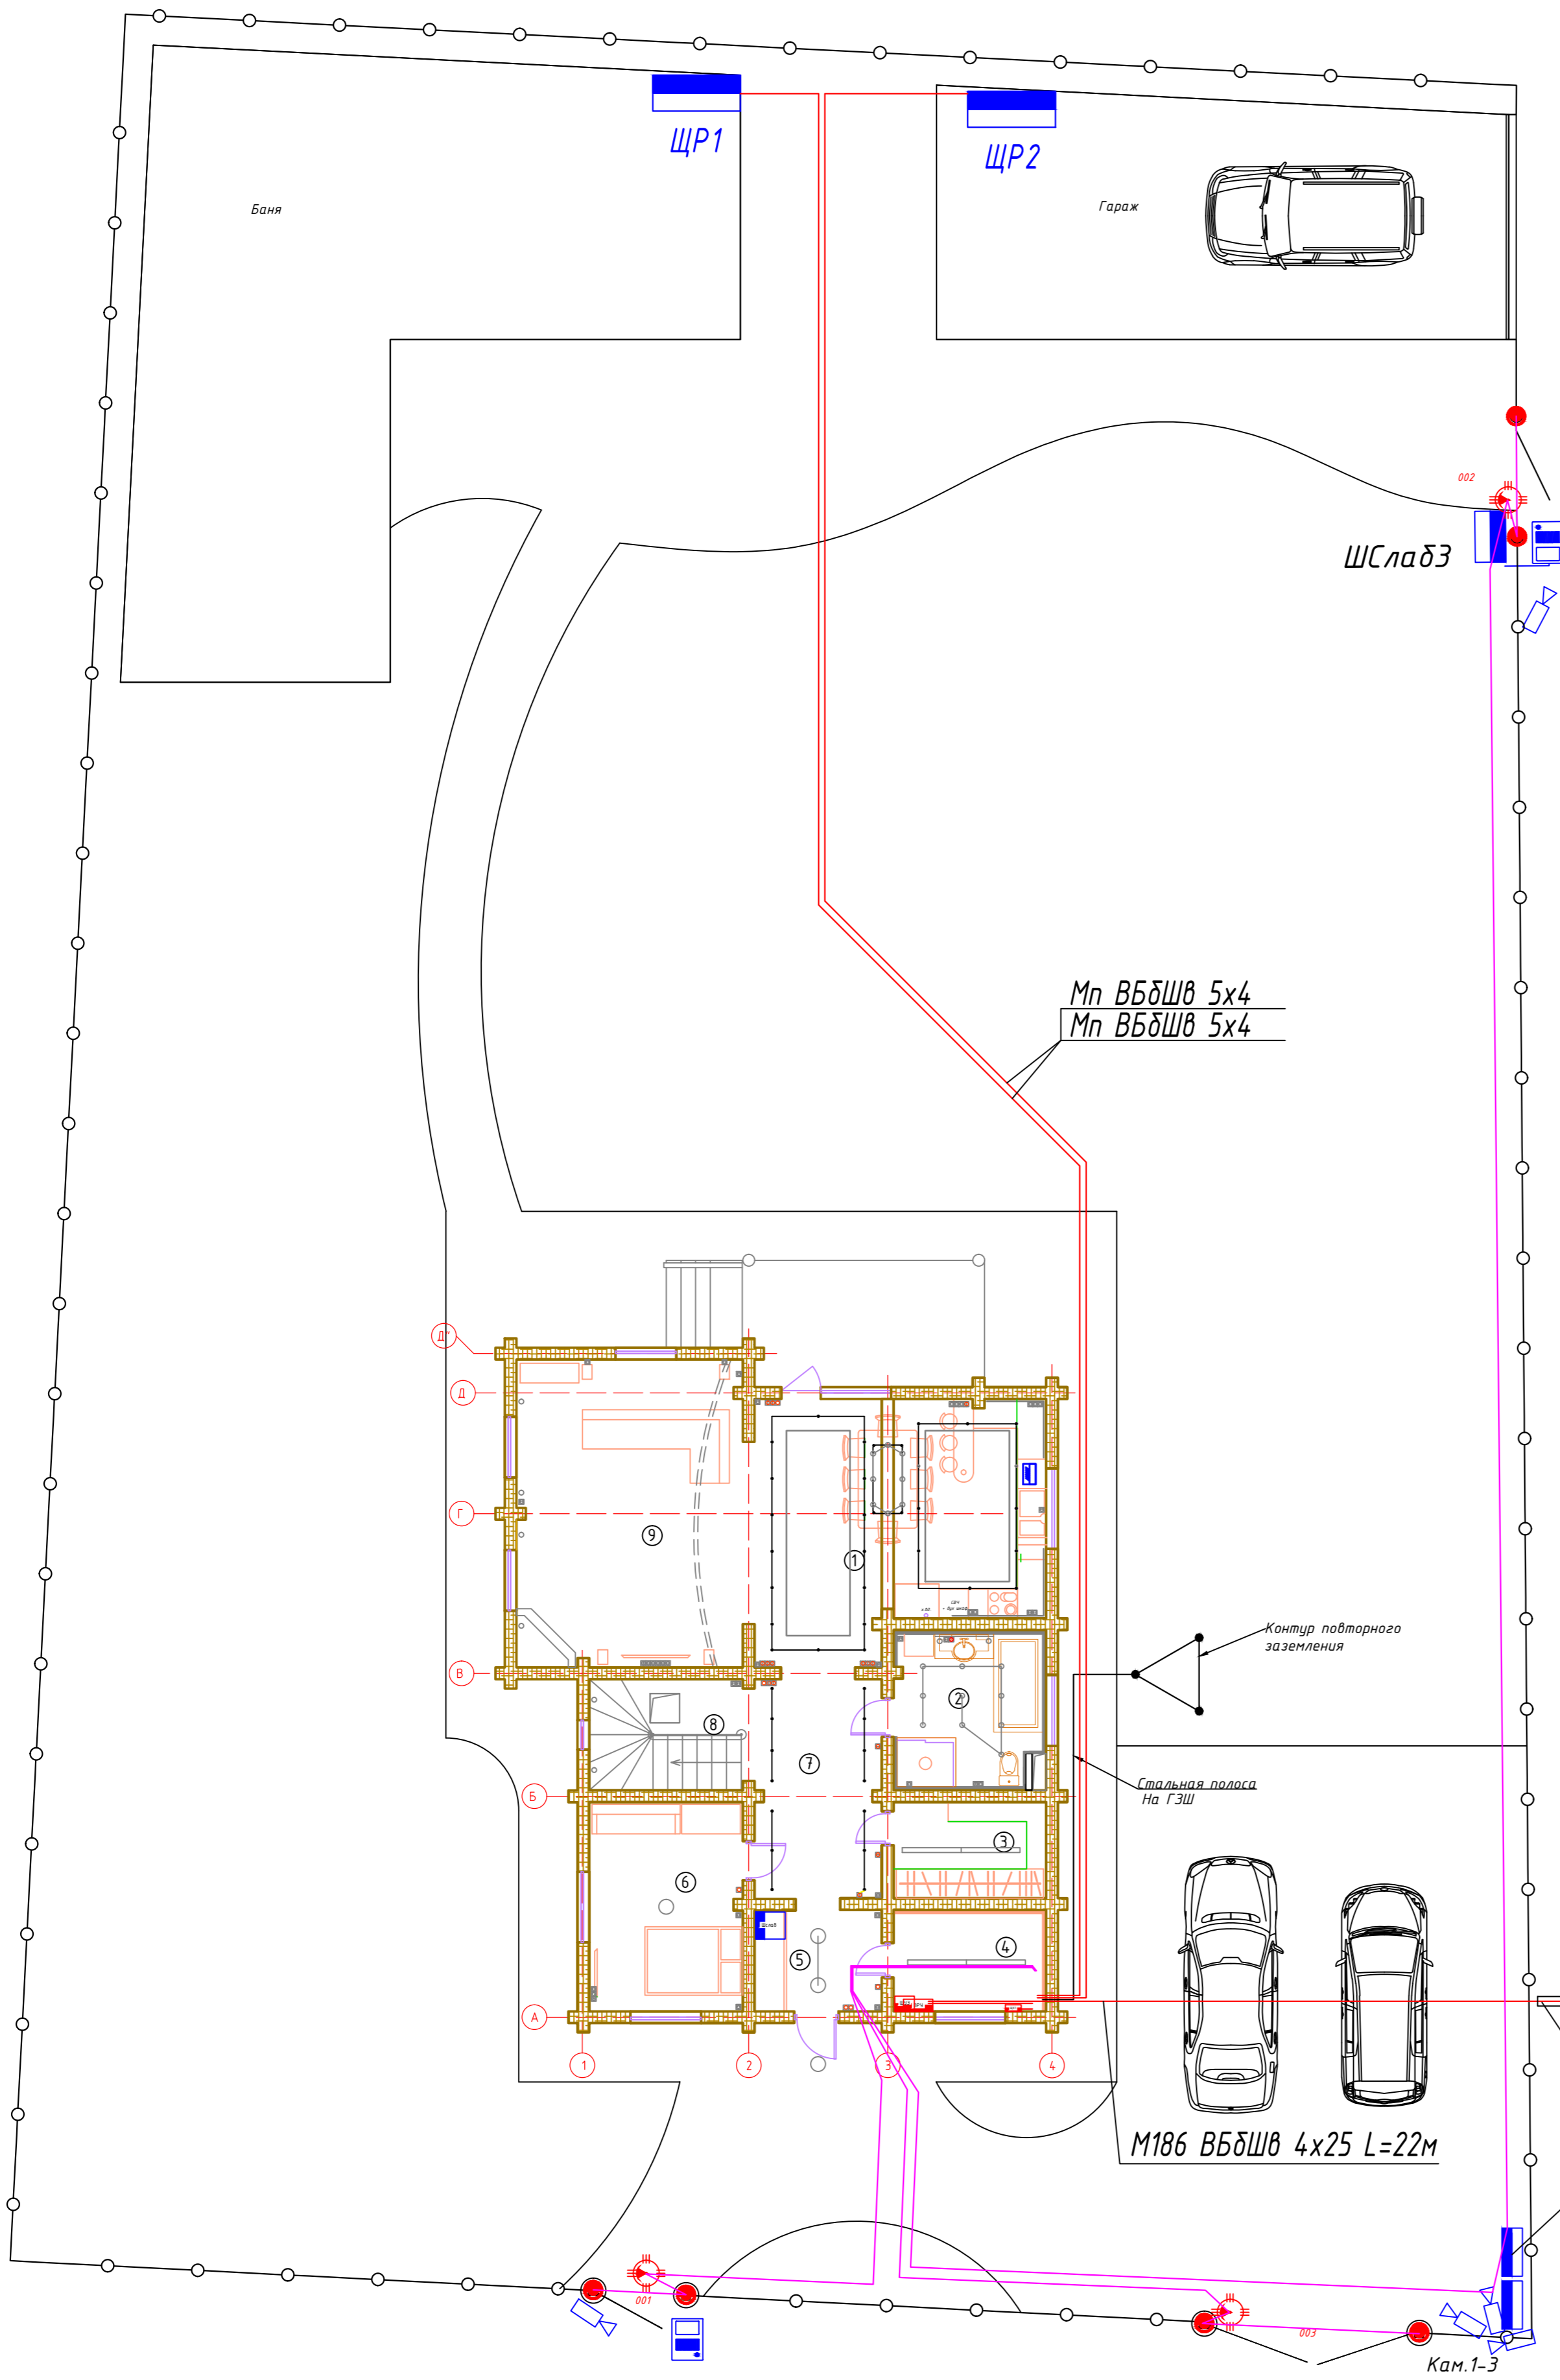 ЩР1
ЩР2
Баня
Гараж
002
ШСлаб3
Мп ВБбШв 5х4
Мп ВБбШв 5х4
Д"
Д
Г
9
1
СВЧ
Контур повторного
заземления
В
2
8
7
Стальная полоса
На ГЗШ
Б
3
6
4
5
А
1
2
3
4
М186 ВБбШв 4х25 L=22м
001
003
Кам.1-3